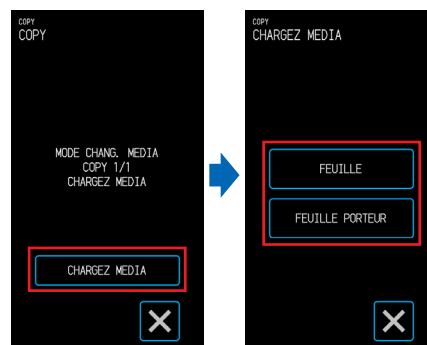 COPY
COPY
MODE CHANG. MEDIA
COPY 1/1
CHARGEZ MEDIA
CHARGEZ MEDIA
COPY
CHARGEZ MEDIA
FEUILLE
FEUILLE PORTEUR